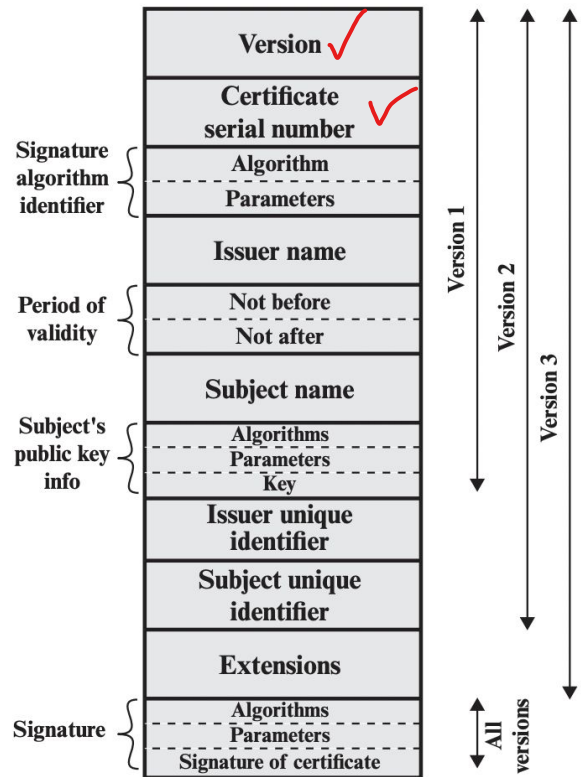 Version
Certificate
serial number
Signature
algorithm
identifier
Algorithm
Parameters
Issuer name
Period of
validity
Not before
Not after
Subject name
Subject's
public key
info
Algorithms
Parameters
Key
Issuer unique
identifier
Subject unique
identifier
Extensions
Signature
Algorithms
Parameters
Signature of certificate
Version 1
Version 2
Version 3
All
versions